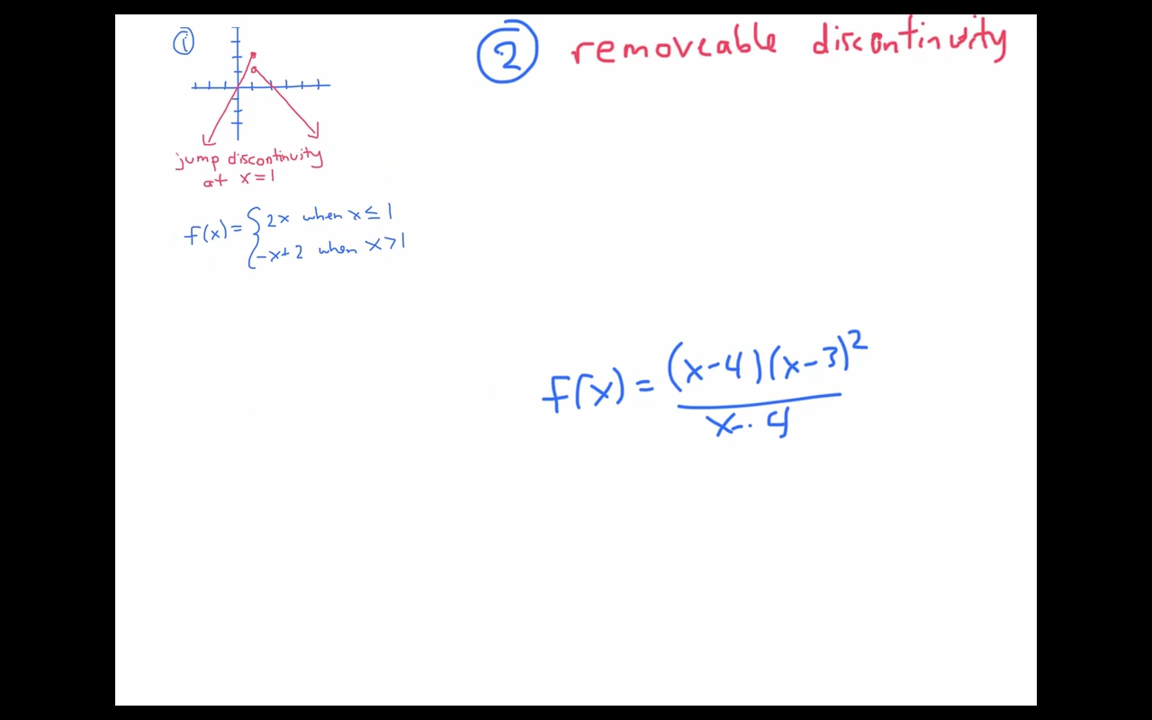 ①
jump discontinuity
at x=1
f(x)= { 2x when x ≤ 1
-x+2 when x>1
② removeable discontinuity
f(x) = (x-4)(x-3)²
x-4